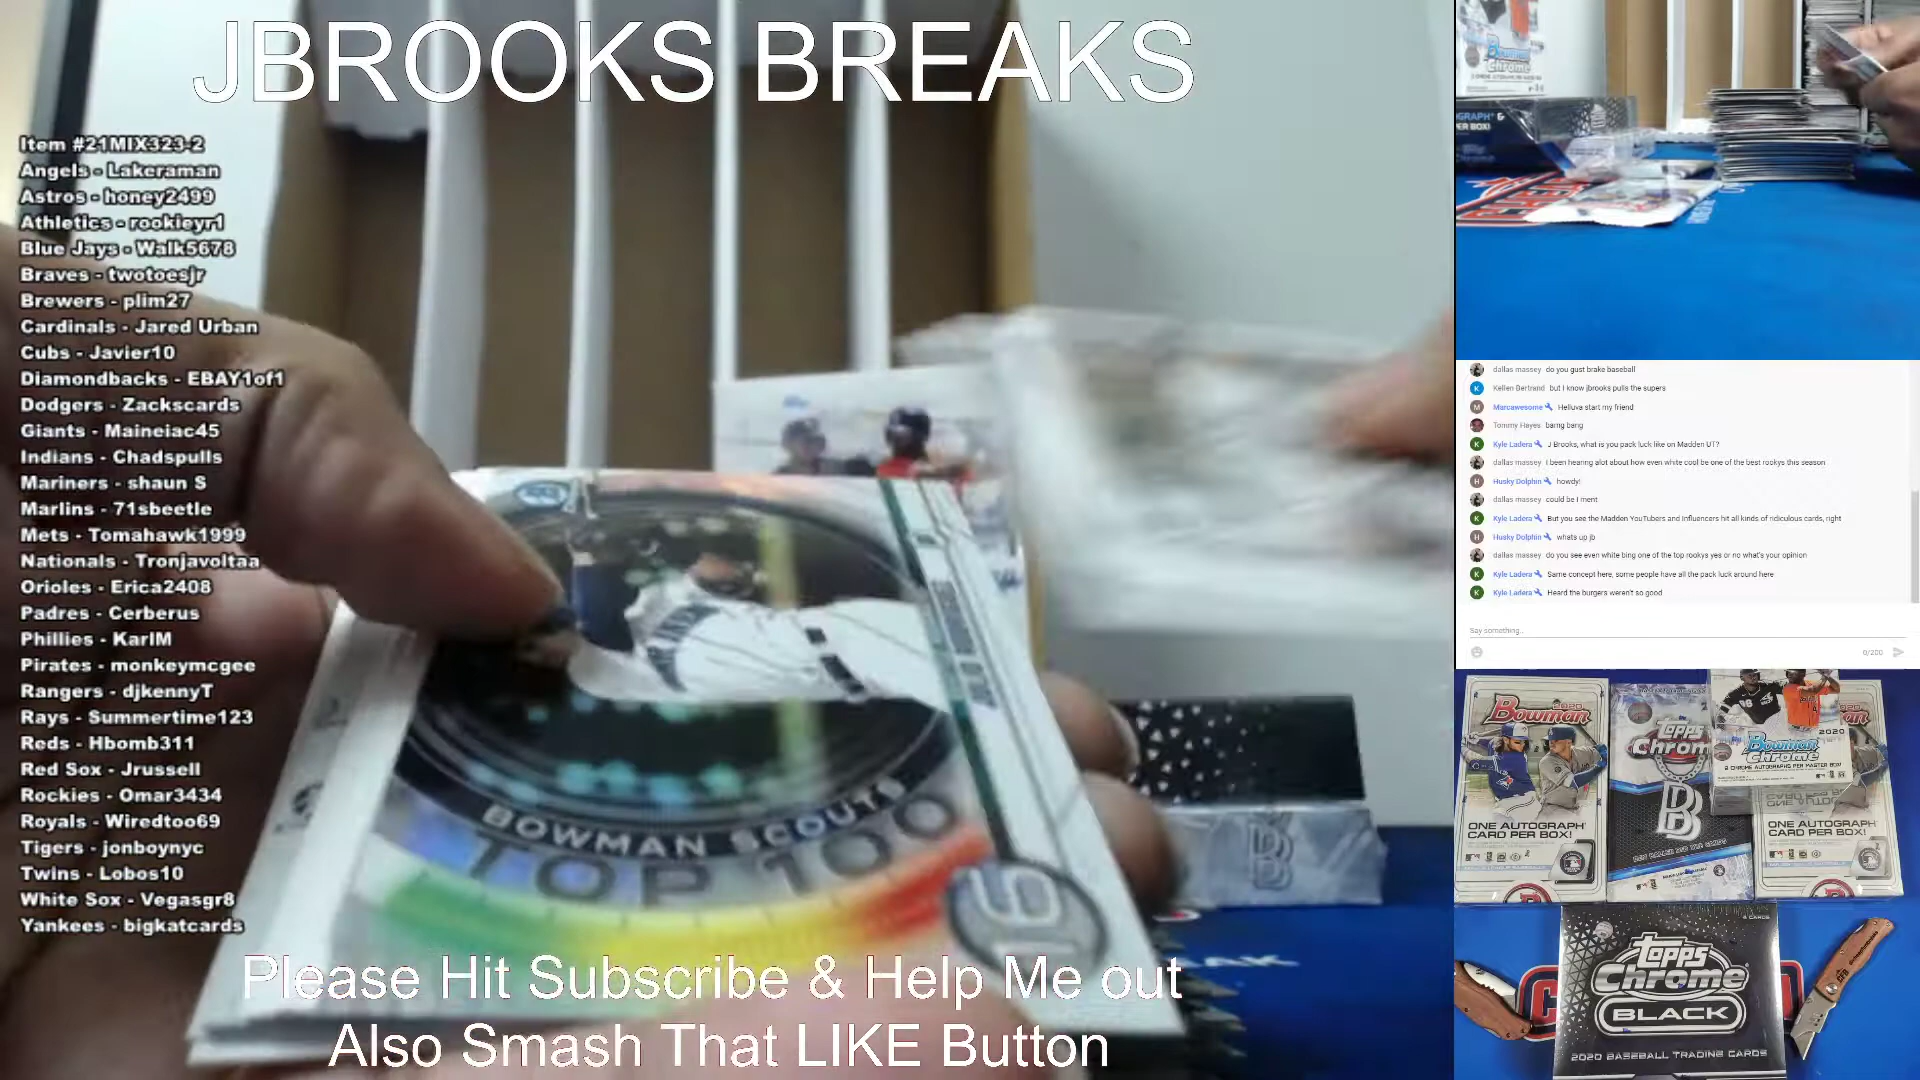 JBROOKS BREAKS
Item #21MIX323-2
Angels - Lakeraman
Astros - honey2499
Athletics - rookieyr1
Blue Jays - Walk5678
Braves - twotoesjr
Brewers - plim27
Cardinals - Jared Urban
Cubs - Javier10
Diamondbacks - EBAY1of1
Dodgers - Zackscards
Giants - Maineiac45
Indians - Chadspulls
Mariners - shaun S
Marlins - 71sbeetle
Mets - Tomahawk1999
Nationals - Tronjavoltaa
Orioles - Erica2408
Padres - Cerberus
Phillies - KarlM
Pirates - monkeymcgee
Rangers - djkennyT
Rays - Summertime123
Reds - Hbomb311
Red Sox - Jrussell
Rockies - Omar3434
Royals - Wiredtoo69
Tigers - jonboynyc
Twins - Lobos10
White Sox - Vegasgr8
Yankees - bigkatcards
BOWMAN SCOUTS
TOP 100
16
Please Hit Subscribe & Help Me out
Also Smash That LIKE Button
Bowman
Chrome
dallas massey do you gust brake baseball
Kellen Bertrand but I know jbrooks pulls the supers
Marcawesome Helluva start my friend
Tommy Hayes bamg bang
Kyle Ladera J Brooks, what is you pack luck like on Madden UT?
dallas massey I been hearing alot about how even white cool be one of the best rookys this season
Husky Dolphin howdy!
dallas massey could be I ment
Kyle Ladera But you see the Madden YouTubers and Influencers hit all kinds of ridiculous cards, right
Husky Dolphin whats up jb
dallas massey do you see even white bing one of the top rookys yes or no what's your opinion
Kyle Ladera Same concept here, some people have all the pack luck around here
Kyle Ladera Heard the burgers weren't so good
Say something...
0/200
2020
Bowman
ONE AUTOGRAPH
CARD PER BOX!
Topps
Chrome
2020
Bowman
Chrome
2 CHROME AUTOGRAPHS PER MASTER BOX!
ONE AUTOGRAPH
CARD PER BOX!
Topps
Chrome
BLACK
2020 BASEBALL TRADING CARDS